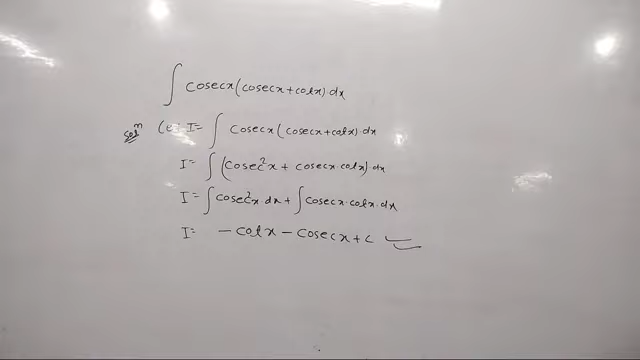 ∫ cosecx(cosecx+cotx)dx
Solⁿ Let I= ∫ cosecx(cosecx+cotx)·dx
I= ∫ (cosec²x + cosecx·cotx)dx
I= ∫cosec²x·dx + ∫cosecx·cotx·dx
I= -cotx - cosecx+c